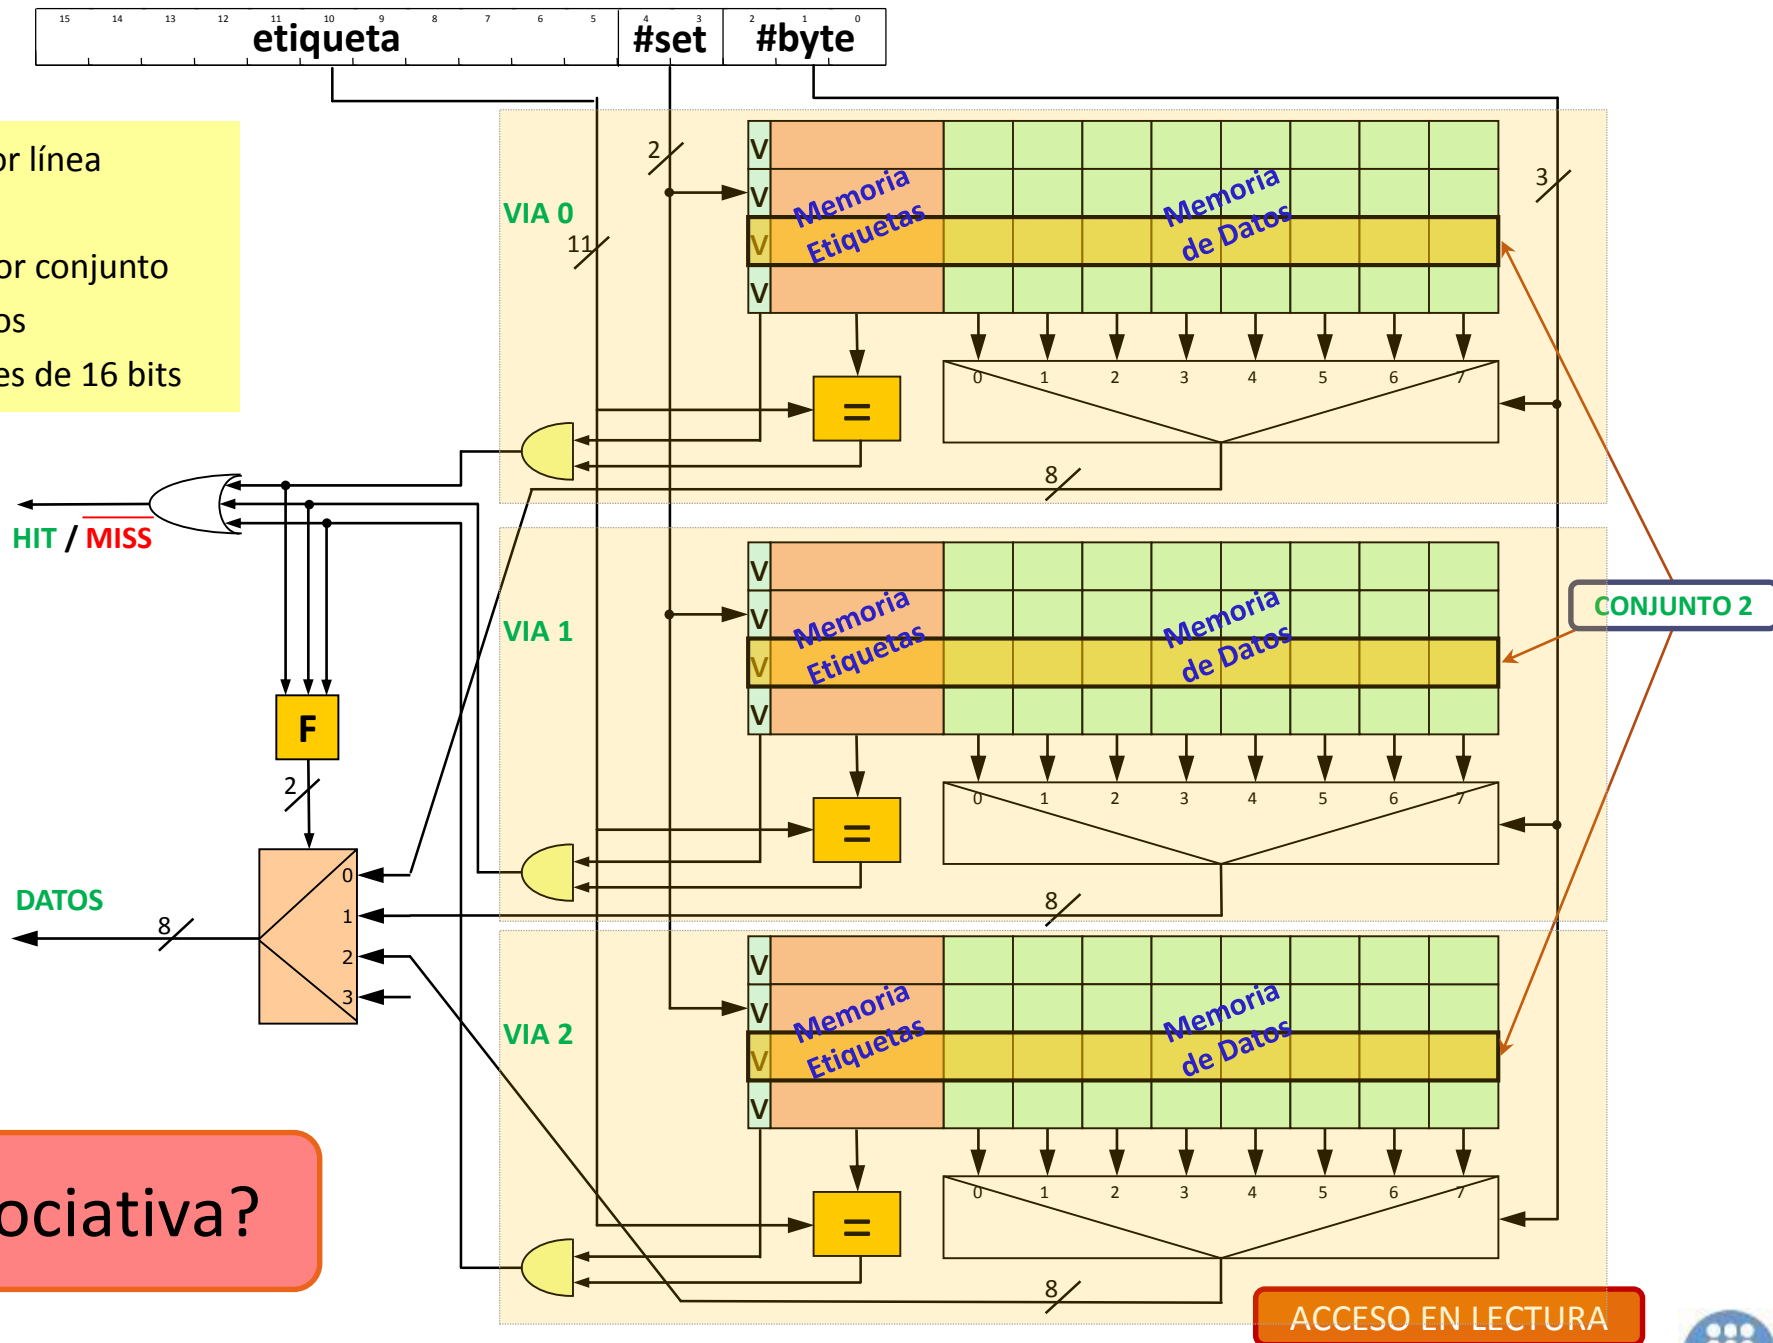 15 14 13 12 11 10 9 8 7 6 5 4 3 2 1 0
etiqueta #set #byte
or línea
or conjunto
os
es de 16 bits
2
3
11
VIA 0
V
V
V
V
Memoria
Etiquetas
Memoria
de Datos
0 1 2 3 4 5 6 7
=
8
HIT / MISS
CONJUNTO 2
VIA 1
V
V
V
V
Memoria
Etiquetas
Memoria
de Datos
0 1 2 3 4 5 6 7
=
8
F
2
0
1
2
3
DATOS
8
VIA 2
V
V
V
V
Memoria
Etiquetas
Memoria
de Datos
0 1 2 3 4 5 6 7
=
8
ociativa?
ACCESO EN LECTURA